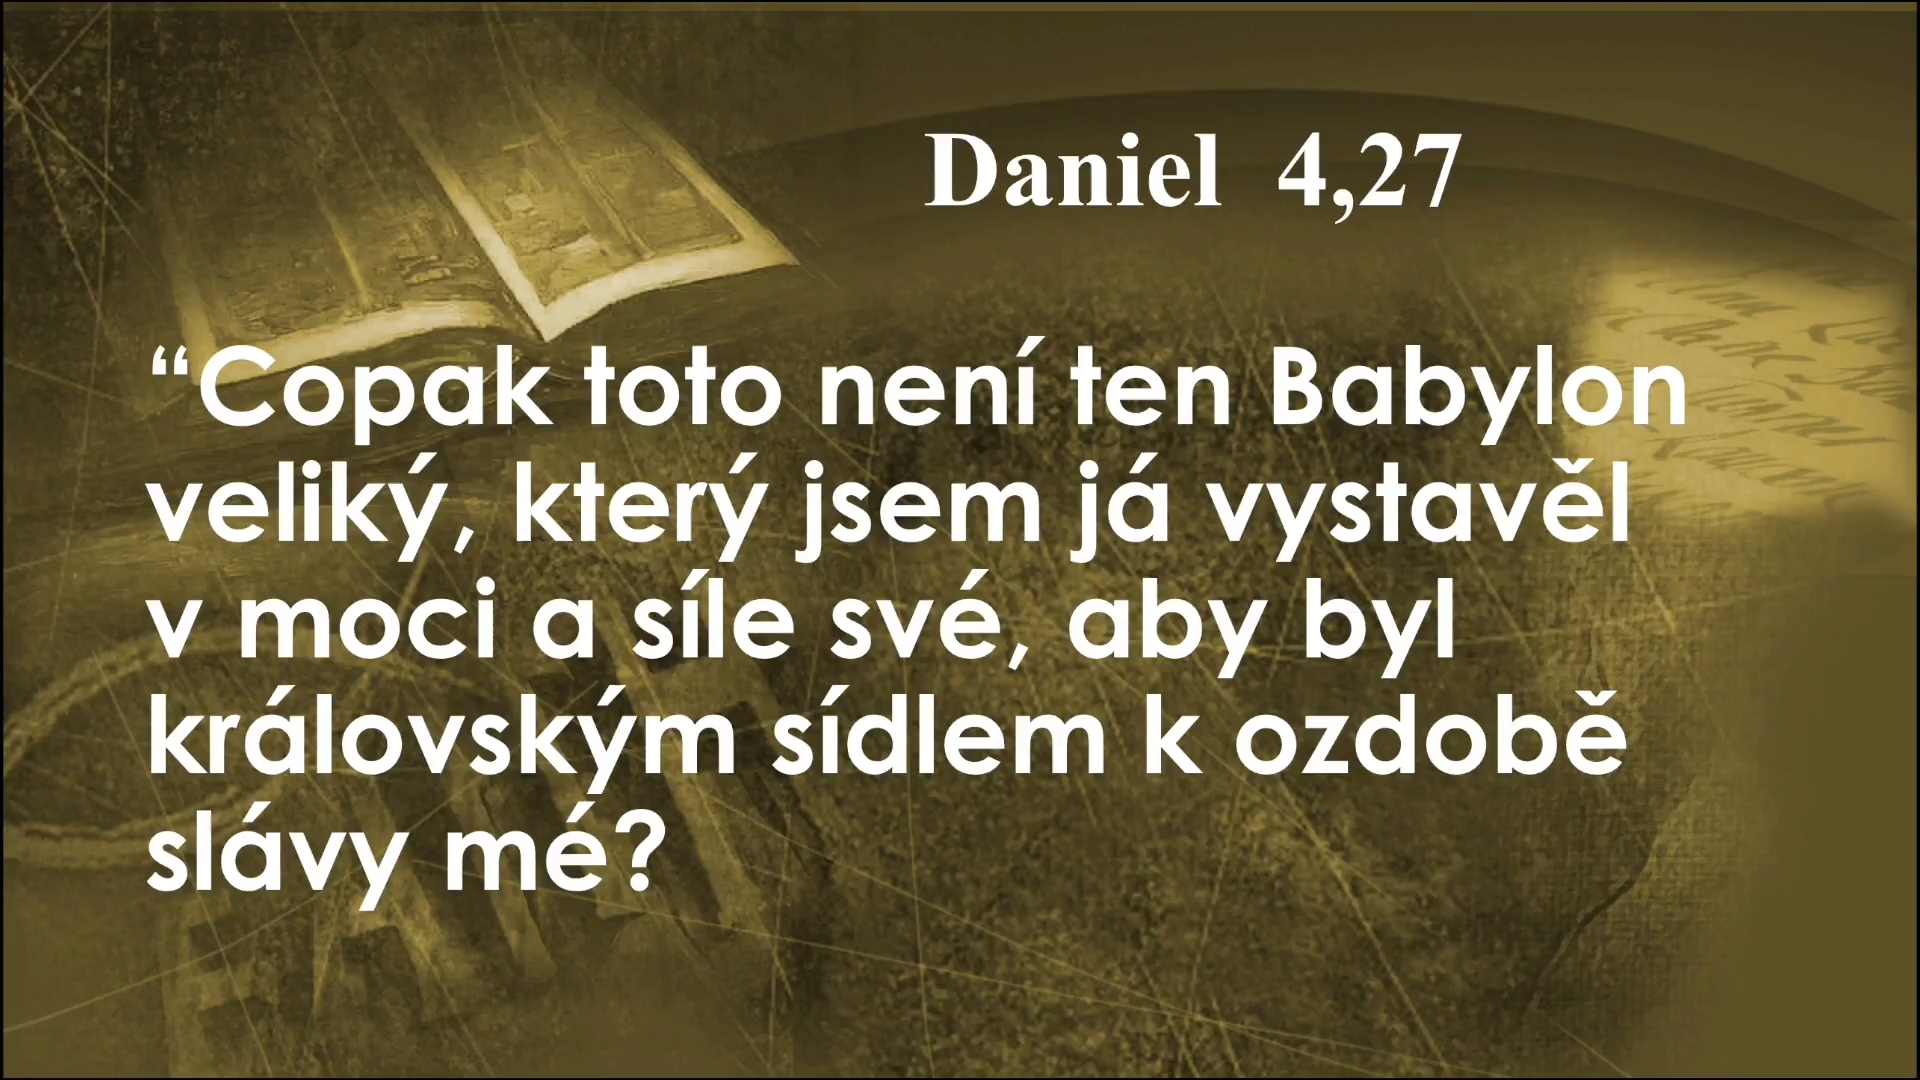 Daniel 4,27
“Copak toto není ten Babylon
veliký, který jsem já vystavěl
v moci a síle své, aby byl
královským sídlem k ozdobě
slávy mé?